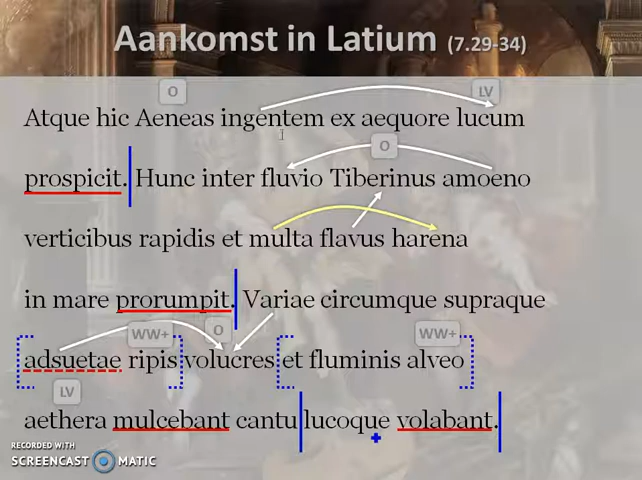 Aankomst in Latium (7.29-34)
O
LV
Atque hic Aeneas ingentem ex aequore lucum
O
prospicit. Hunc inter fluvio Tiberinus amoeno
verticibus rapidis et multa flavus harena
in mare prorumpit. Variae circumque supraque
WW+ O WW+
adsuetae ripis volucres et fluminis alveo
LV
aethera mulcebant cantu lucoque volabant.
RECORDED WITH
SCREENCAST MATIC